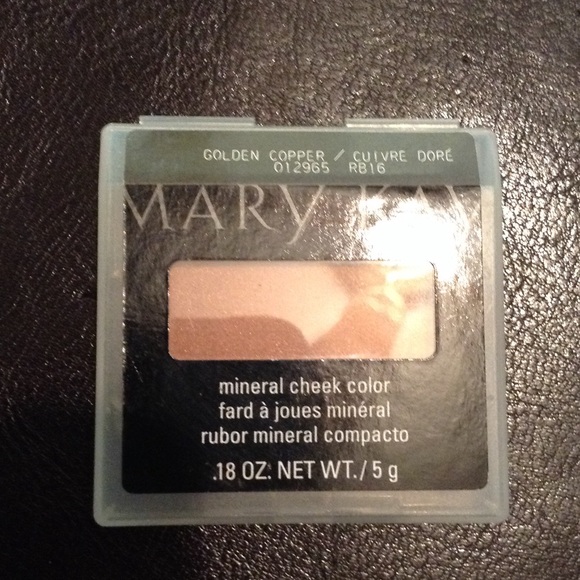 GOLDEN COPPER / CUIVRE DORÉ
012965 RB16
MARY KAY
mineral cheek color
fard à joues minéral
rubor mineral compacto
.18 OZ. NET WT. / 5 g